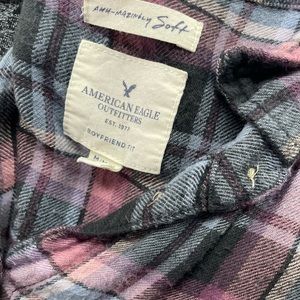 AHH-MAZINGLY Soft
AMERICAN EAGLE
OUTFITTERS
EST. 1977
BOYFRIEND FIT